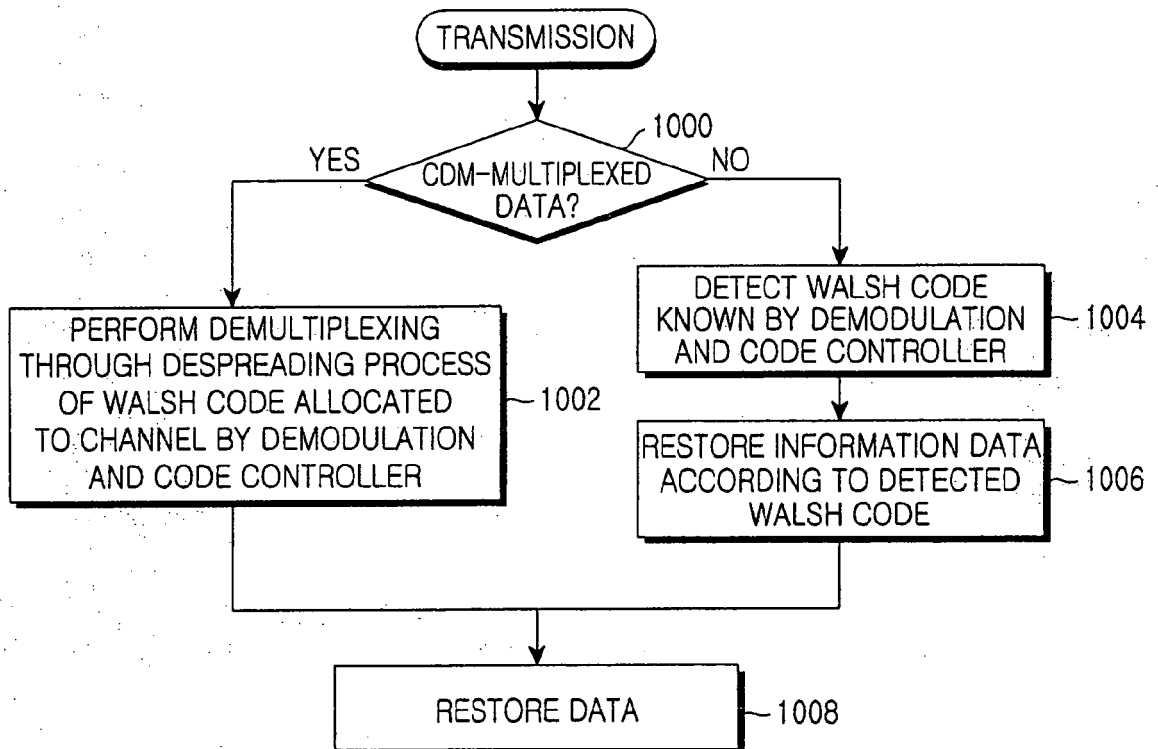 TRANSMISSION
1000
YES
NO
CDM-MULTIPLEXED
DATA?
PERFORM DEMULTIPLEXING
THROUGH DESPREADING PROCESS
OF WALSH CODE ALLOCATED
TO CHANNEL BY DEMODULATION
AND CODE CONTROLLER
1002
DETECT WALSH CODE
KNOWN BY DEMODULATION
AND CODE CONTROLLER
1004
RESTORE INFORMATION DATA
ACCORDING TO DETECTED
WALSH CODE
1006
RESTORE DATA
1008